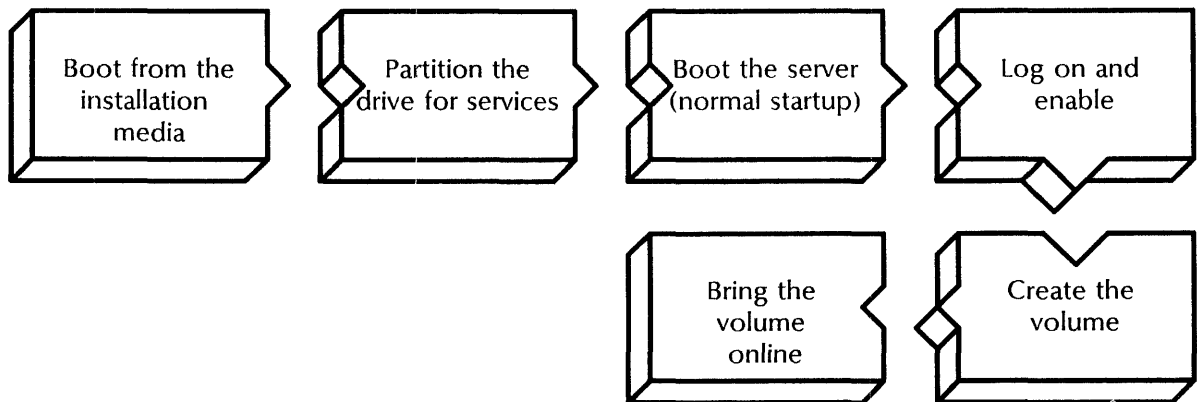 Boot from the
installation
media
Partition the
drive for services
Boot the server
(normal startup)
Log on and
enable
Create the
volume
Bring the
volume
online